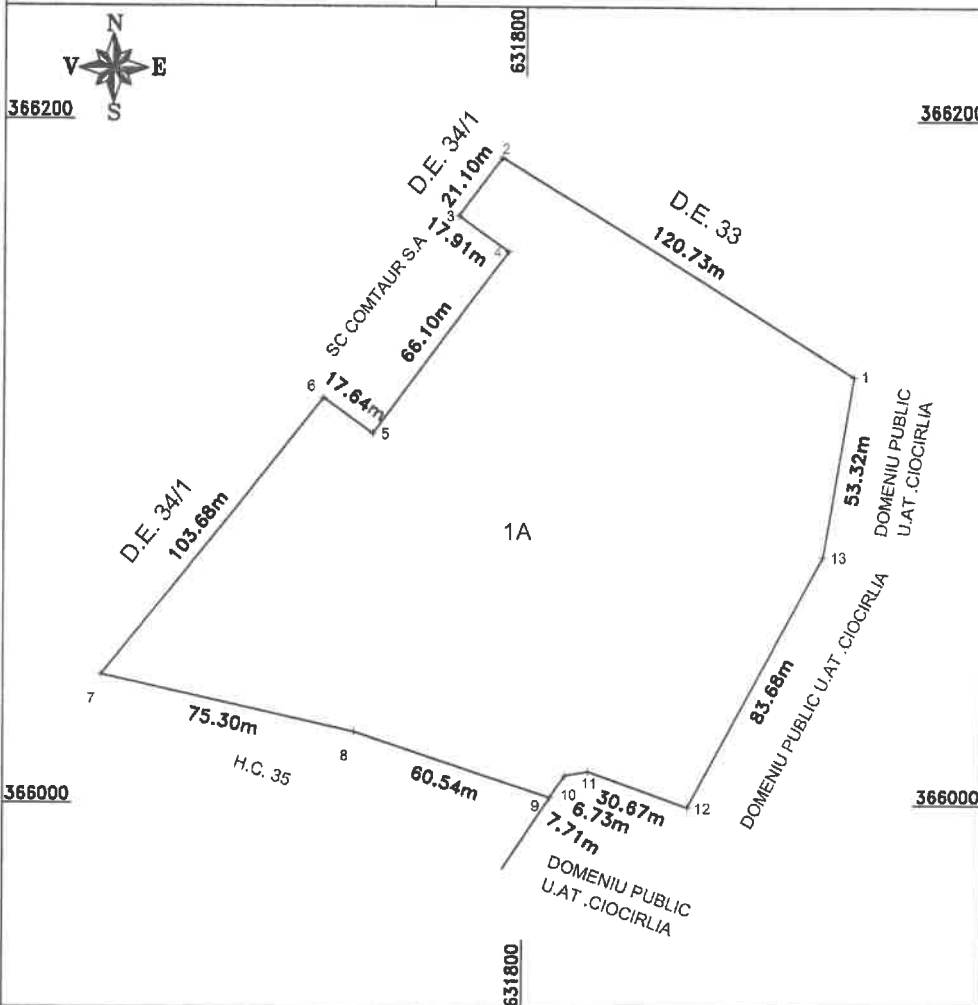 N
V E
S
631800
366200
366200
D.E. 34/1
21.10m
2
3
17.91m
4
D.E. 33
120.73m
SC COMTAUR S.A
66.10m
6
17.64m
5
1
53.32m
DOMENIU PUBLIC
U.AT .CIOCIRLIA
D.E. 34/1
103.68m
1A
13
83.68m
DOMENIU PUBLIC U.AT .CIOCIRLIA
7
75.30m
8
H.C. 35
60.54m
366000
366000
9
10
11
30.67m
12
6.73m
7.71m
DOMENIU PUBLIC
U.AT .CIOCIRLIA
631800